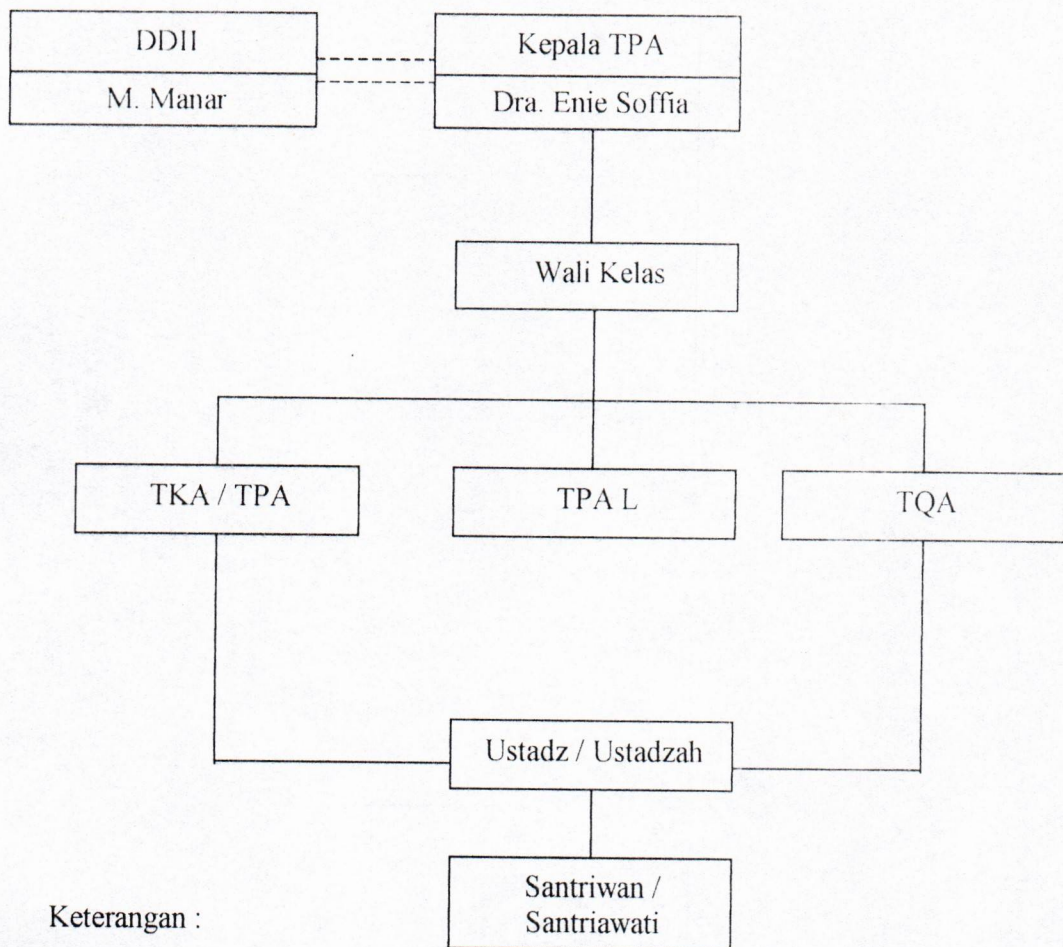 DDII
M. Manar
Kepala TPA
Dra. Enie Soffia
Wali Kelas
TKA / TPA
TPA L
TQA
Ustadz / Ustadzah
Santriwan /
Santriawati
Keterangan :